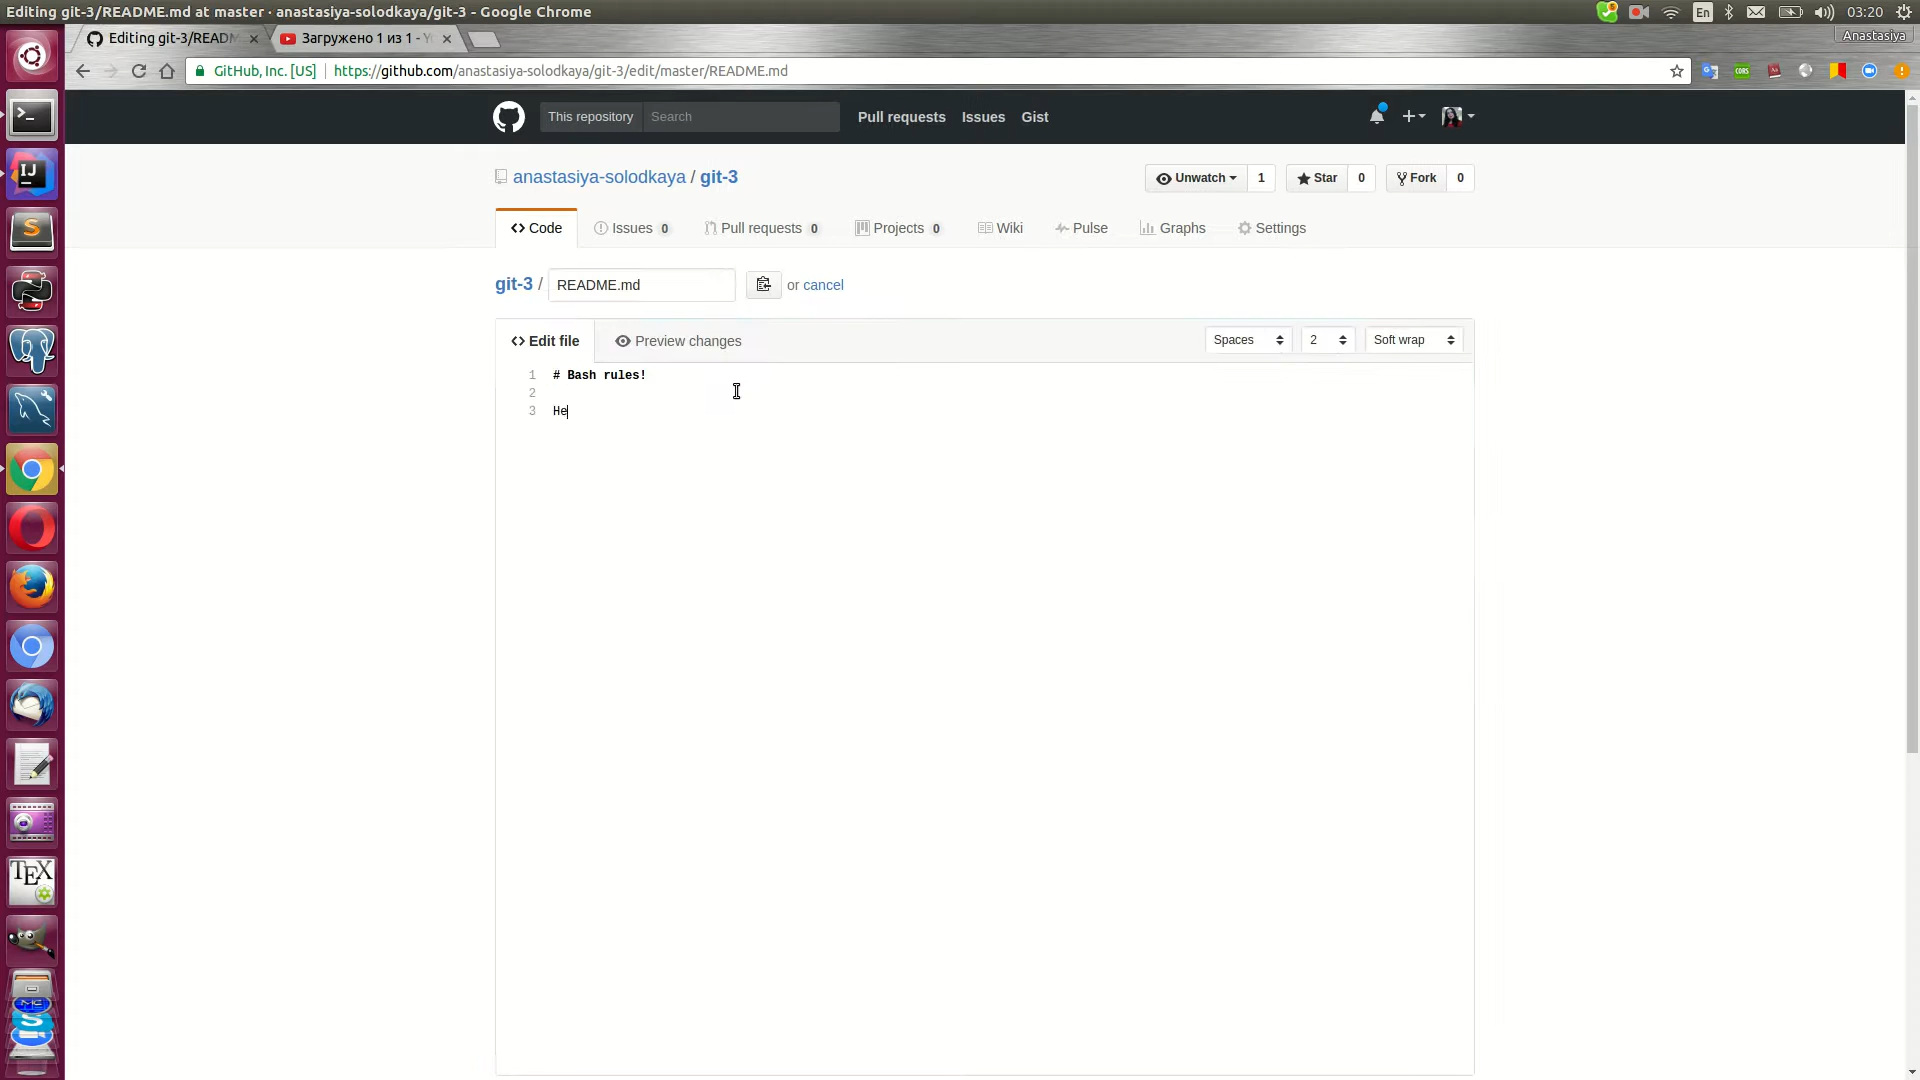 Editing git-3/README.md at master · anastasiya-solodkaya/git-3 - Google Chrome
En
03:20
Editing git-3/READM
Загружено 1 из 1 - Yo
Anastasiya
GitHub, Inc. [US]
https://github.com/anastasiya-solodkaya/git-3/edit/master/README.md
CORS
This repository
Search
Pull requests
Issues
Gist
anastasiya-solodkaya / git-3
Unwatch
1
Star
0
Fork
0
Code
Issues 0
Pull requests 0
Projects 0
Wiki
Pulse
Graphs
Settings
git-3 /
README.md
or cancel
Edit file
Preview changes
Spaces
2
Soft wrap
1 # Bash rules!
2
3 He
>_
IJ
S
TEX